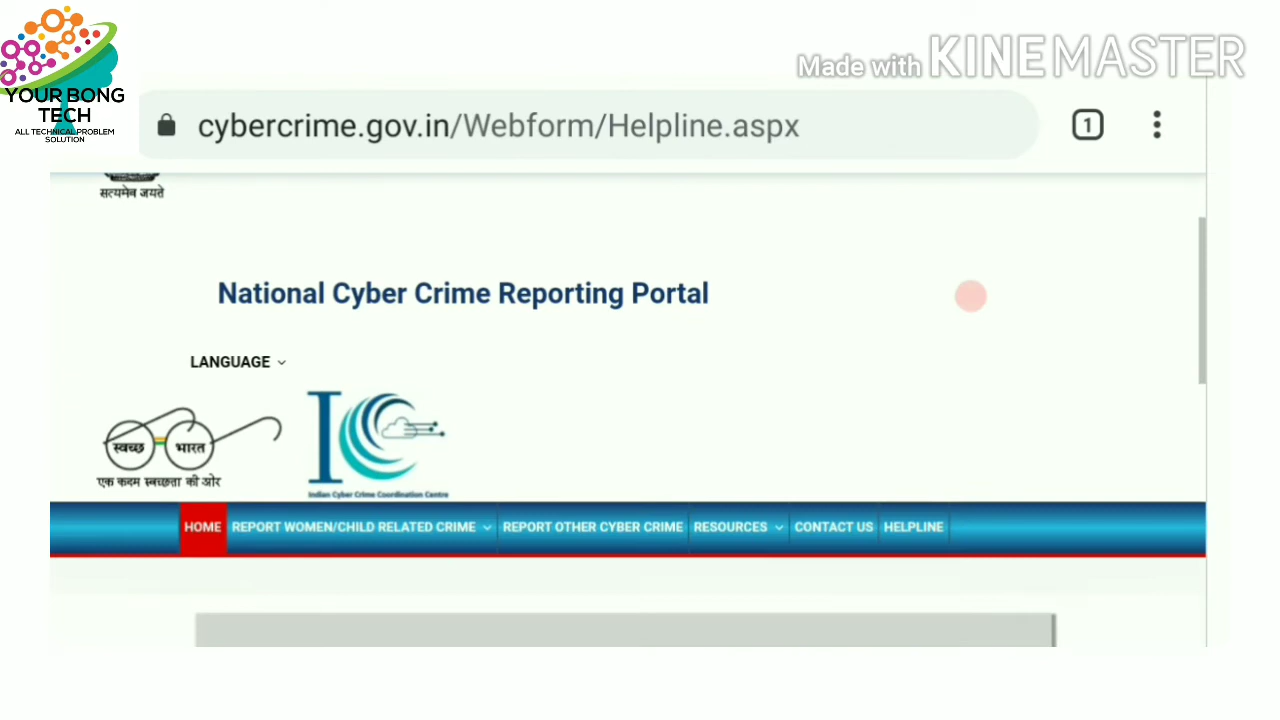 Made with KINEMASTER
YOUR BONG
TECH
ALL TECHNICAL PROBLEM
SOLUTION
cybercrime.gov.in/Webform/Helpline.aspx
1
सत्यमेव जयते
National Cyber Crime Reporting Portal
LANGUAGE
स्वच्छ भारत
एक कदम स्वच्छता की ओर
Indian Cyber Crime Coordination Centre
HOME REPORT WOMEN/CHILD RELATED CRIME REPORT OTHER CYBER CRIME RESOURCES CONTACT US HELPLINE